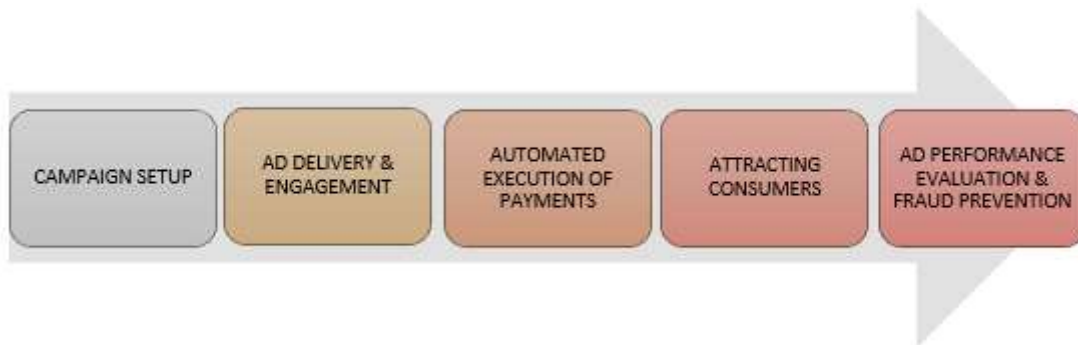 CAMPAIGN SETUP
AD DELIVERY &
ENGAGEMENT
AUTOMATED
EXECUTION OF
PAYMENTS
ATTRACTING
CONSUMERS
AD PERFORMANCE
EVALUATION &
FRAUD PREVENTION